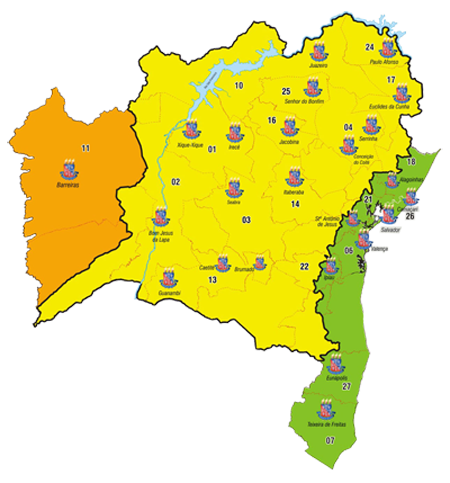 24
Paulo Afonso
Juazeiro
17
10
25
Senhor do Bonfim
Euclides da Cunha
16
04
Serrinha
Xique-Xique
01
Irecê
Jacobina
11
Conceição
do Coité
18
Barreiras
02
Itaberaba
Alagoinhas
Seabra
14
21
Camaçari
03
Stº Antônio
de Jesus
26
Bom Jesus
da Lapa
Salvador
06
Valença
Caetité
Brumado
22
13
Guanambi
Eunápolis
27
Teixeira de Freitas
07